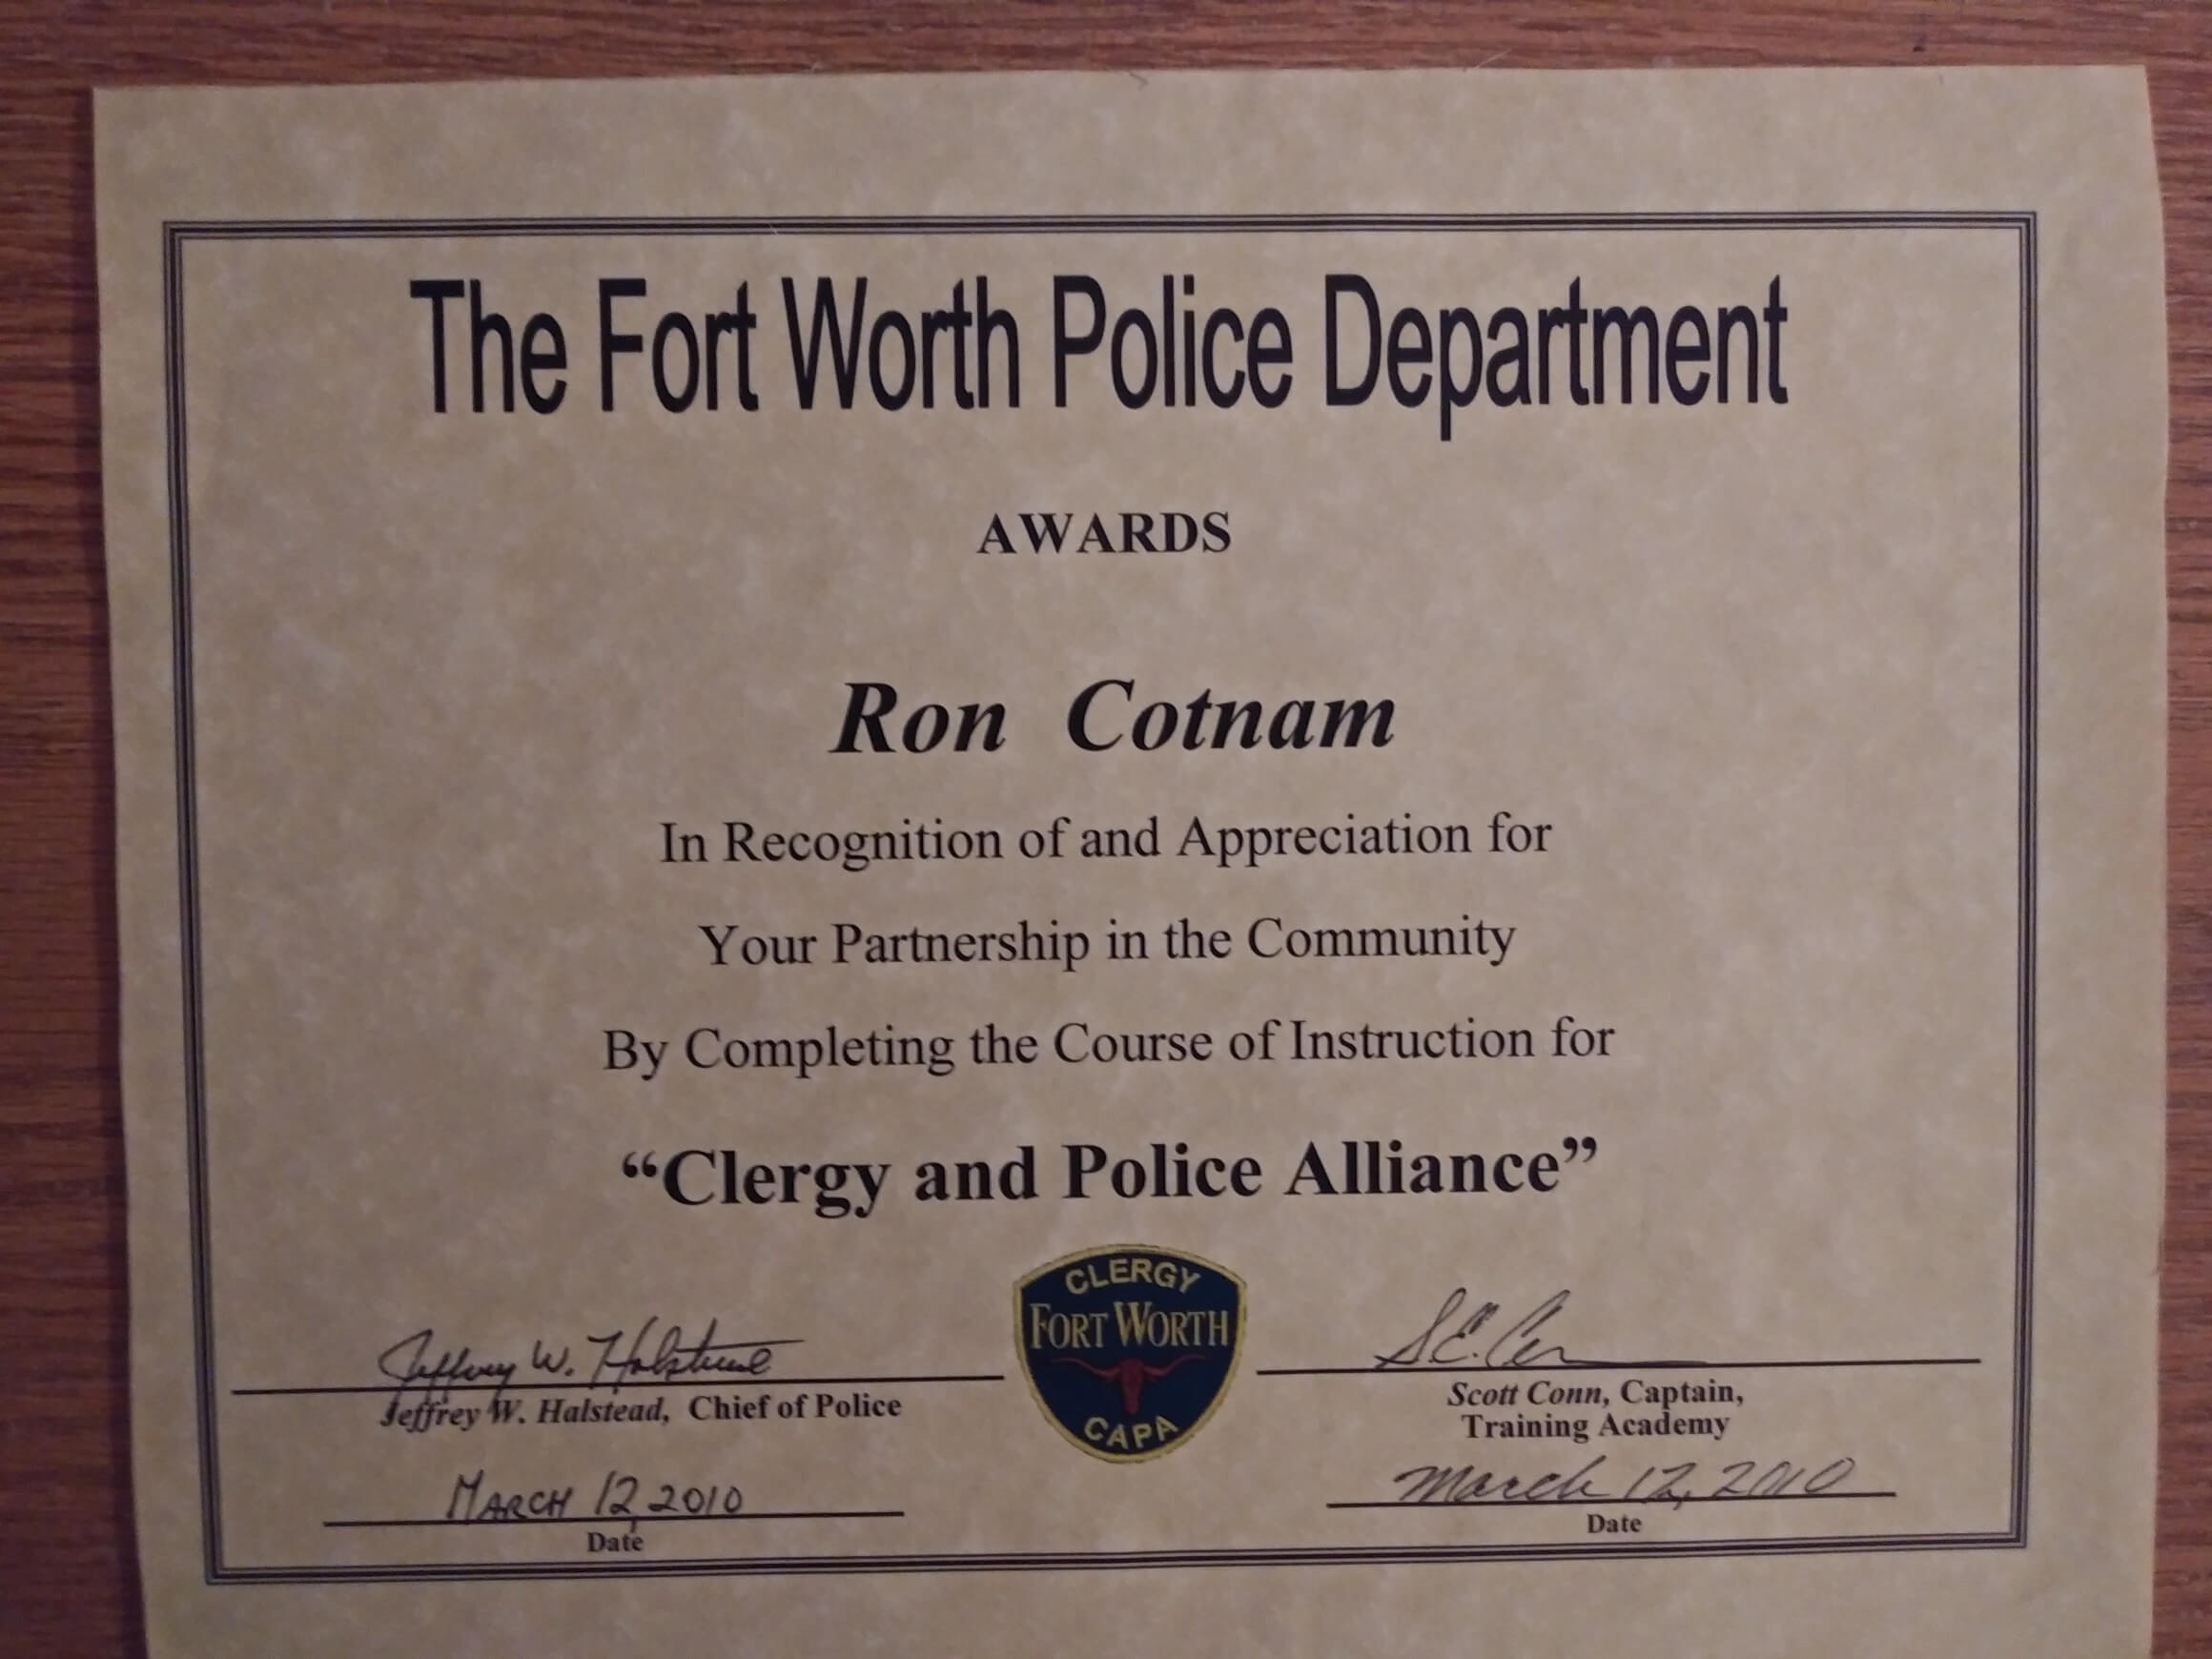 The Fort Worth Police Department
AWARDS
Ron Cotnam
In Recognition of and Appreciation for
Your Partnership in the Community
By Completing the Course of Instruction for
“Clergy and Police Alliance”
CLERGY
FORT WORTH
CAPA
Jeffrey W. Halstead
Jeffrey W. Halstead, Chief of Police
MARCH 12, 2010
Date
S.E. Conn
Scott Conn, Captain,
Training Academy
March 12, 2010
Date